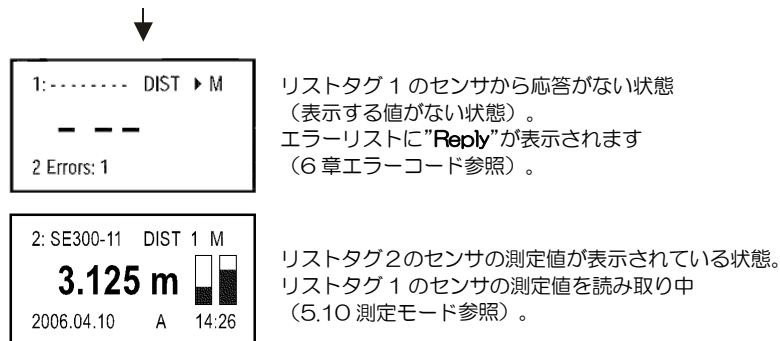 1:-------- DIST ▶ M
– – –
2 Errors: 1
リストタグ 1 のセンサから応答がない状態
（表示する値がない状態）。
エラーリストに”Reply”が表示されます
（6 章エラーコード参照）。
2: SE300-11 DIST 1 M
3.125 m
2006.04.10 A 14:26
リストタグ2のセンサの測定値が表示されている状態。
リストタグ 1 のセンサの測定値を読み取り中
（5.10 測定モード参照）。